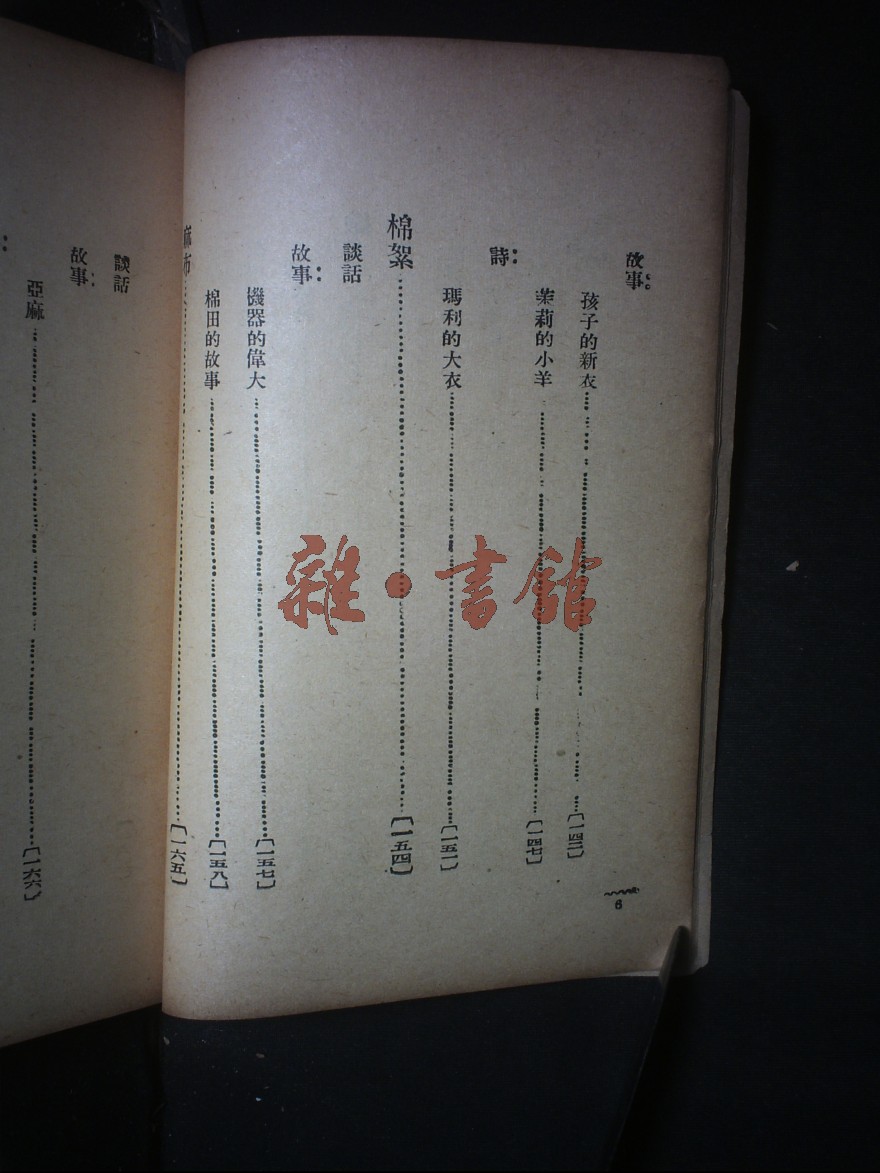 故事：
孩子的新衣……〔一四二〕
茉莉的小羊……〔一四七〕
詩：
瑪利的大衣……〔一五一〕
棉絮……〔一五四〕
談話
故事：
機器的偉大……〔一五七〕
棉田的故事……〔一五八〕
麻布……〔一六五〕
談話
故事：
亞麻……〔一六六〕
6
雜·書館